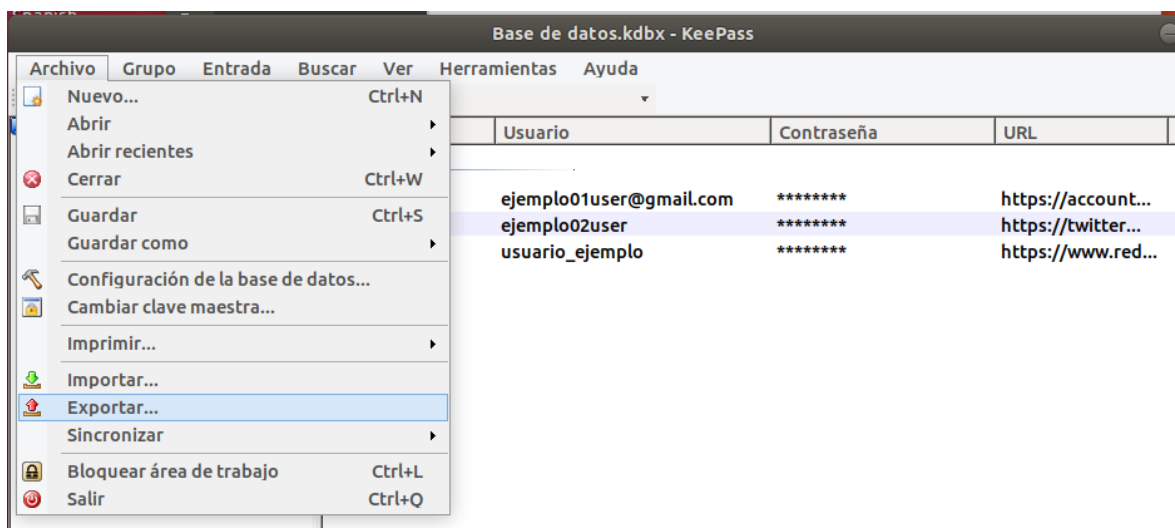 Spanish
Base de datos.kdbx - KeePass
Archivo Grupo Entrada Buscar Ver Herramientas Ayuda
Nuevo... Ctrl+N
Abrir
Abrir recientes
Cerrar Ctrl+W
Guardar Ctrl+S
Guardar como
Configuración de la base de datos...
Cambiar clave maestra...
Imprimir...
Importar...
Exportar...
Sincronizar
Bloquear área de trabajo Ctrl+L
Salir Ctrl+Q
Usuario Contraseña URL
ejemplo01user@gmail.com ******** https://account...
ejemplo02user ******** https://twitter...
usuario_ejemplo ******** https://www.red...